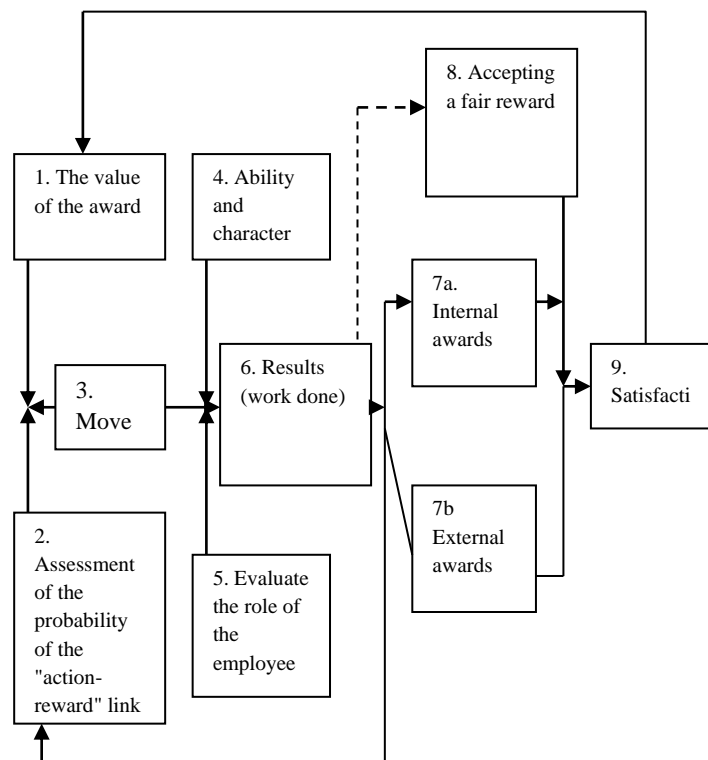 8. Accepting
a fair reward
1. The value
of the award
4. Ability
and
character
7a.
Internal
awards
3.
Move
6. Results
(work done)
9.
Satisfacti
2.
Assessment
of the
probability
of the
"action-
reward" link
5. Evaluate
the role of
the
employee
7b
External
awards